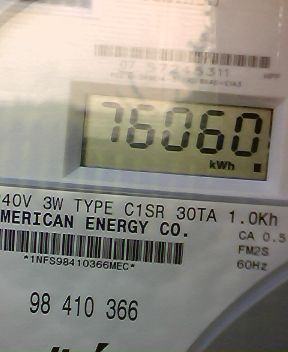 76060
kWh
40V 3W TYPE C1SR 30TA 1.0Kh
MERICAN ENERGY CO.
CA 0.5
FM2S
*1NFS98410366MEC*
60Hz
98 410 366